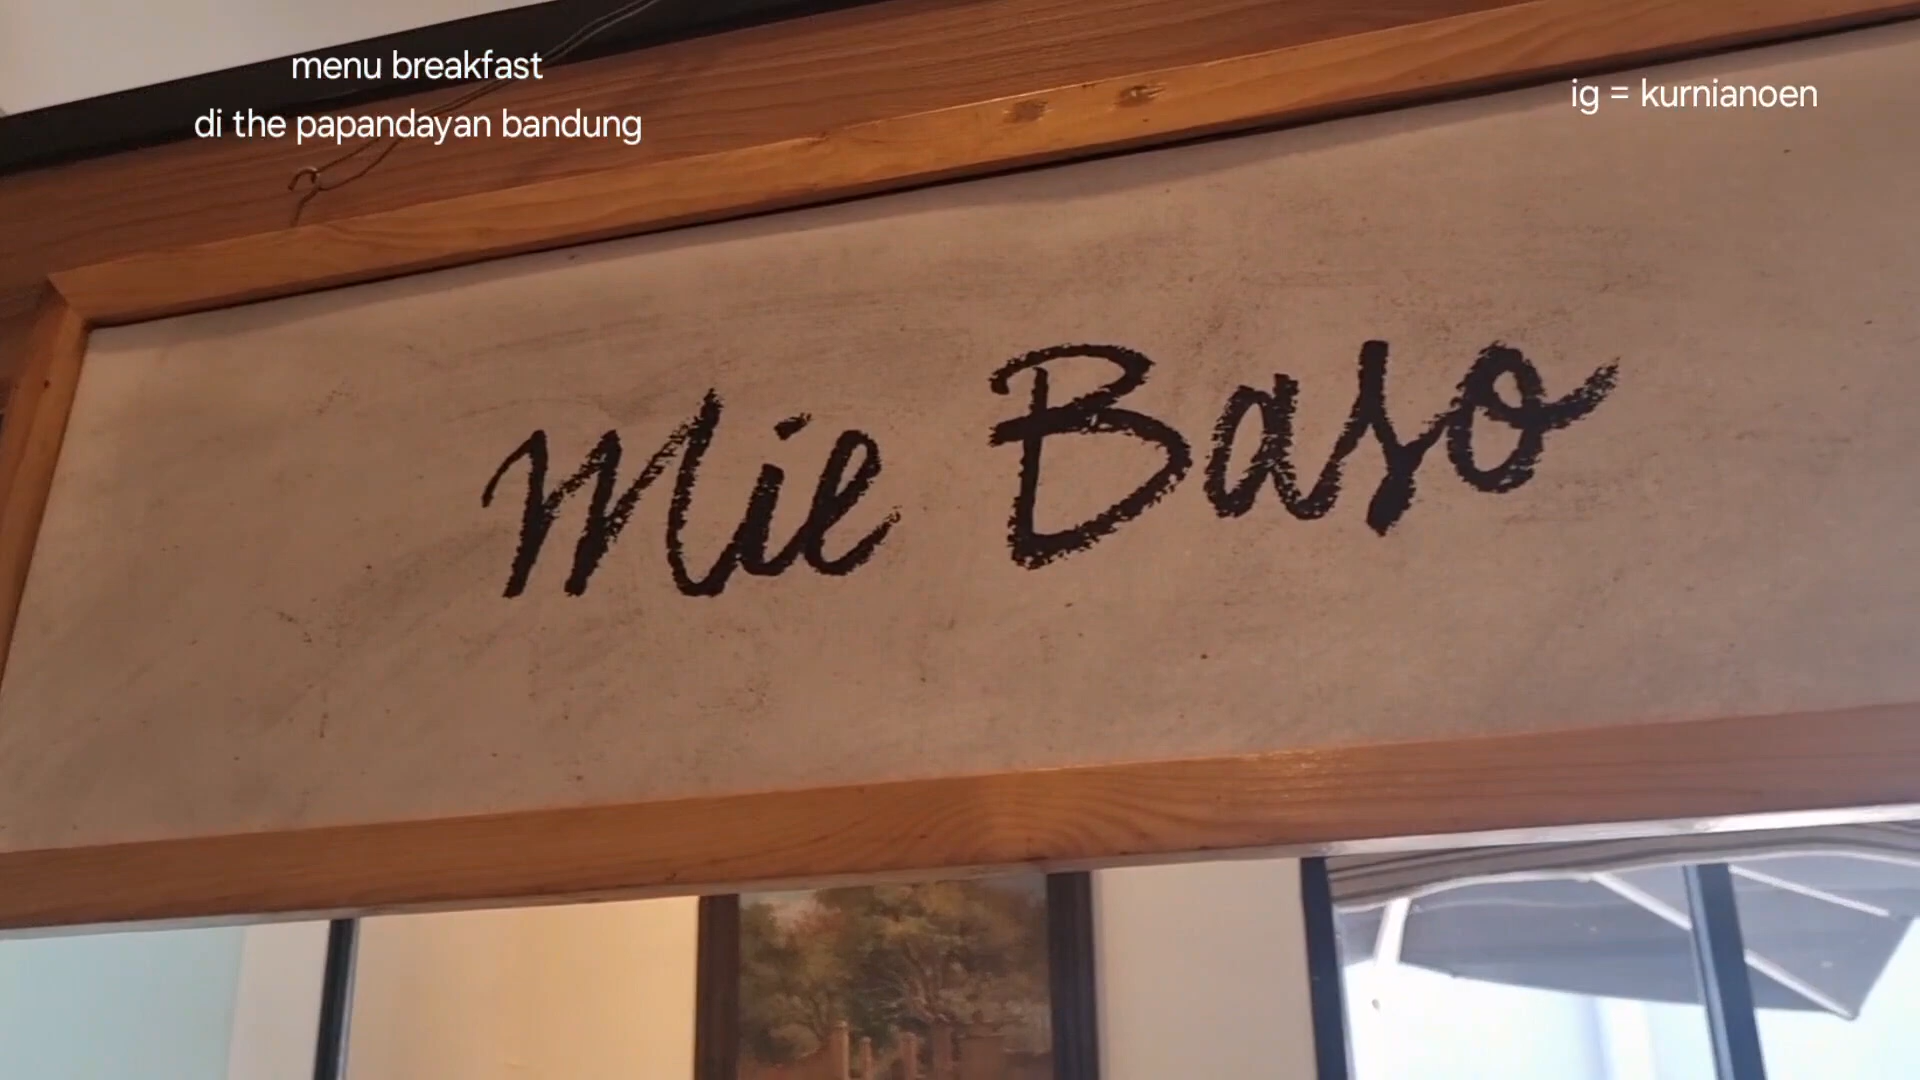 menu breakfast
di the papandayan bandung
ig = kurnianoen
Mie Baso